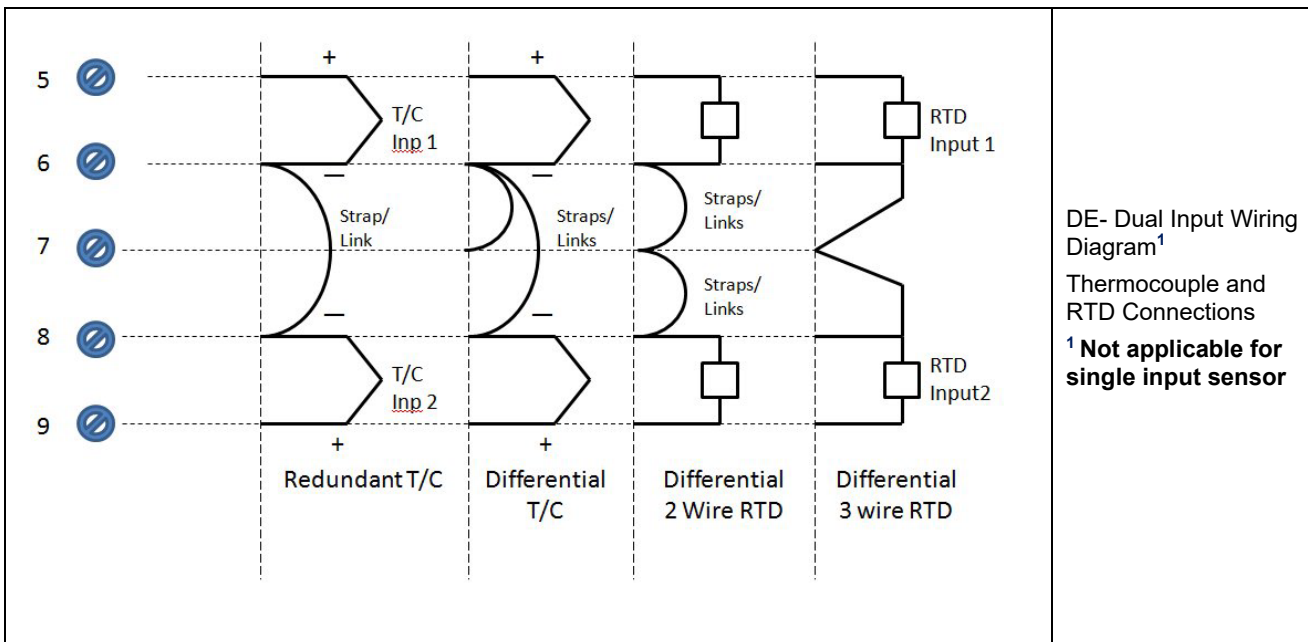 5
6
7
8
9
+
T/C
Inp 1
—
Strap/
Link
—
T/C
Inp 2
+
Redundant T/C
+
—
Straps/
Links
—
+
Differential
T/C
Straps/
Links
Straps/
Links
Differential
2 Wire RTD
RTD
Input 1
RTD
Input2
Differential
3 wire RTD
DE- Dual Input Wiring
Diagram¹
Thermocouple and
RTD Connections
¹ Not applicable for
single input sensor